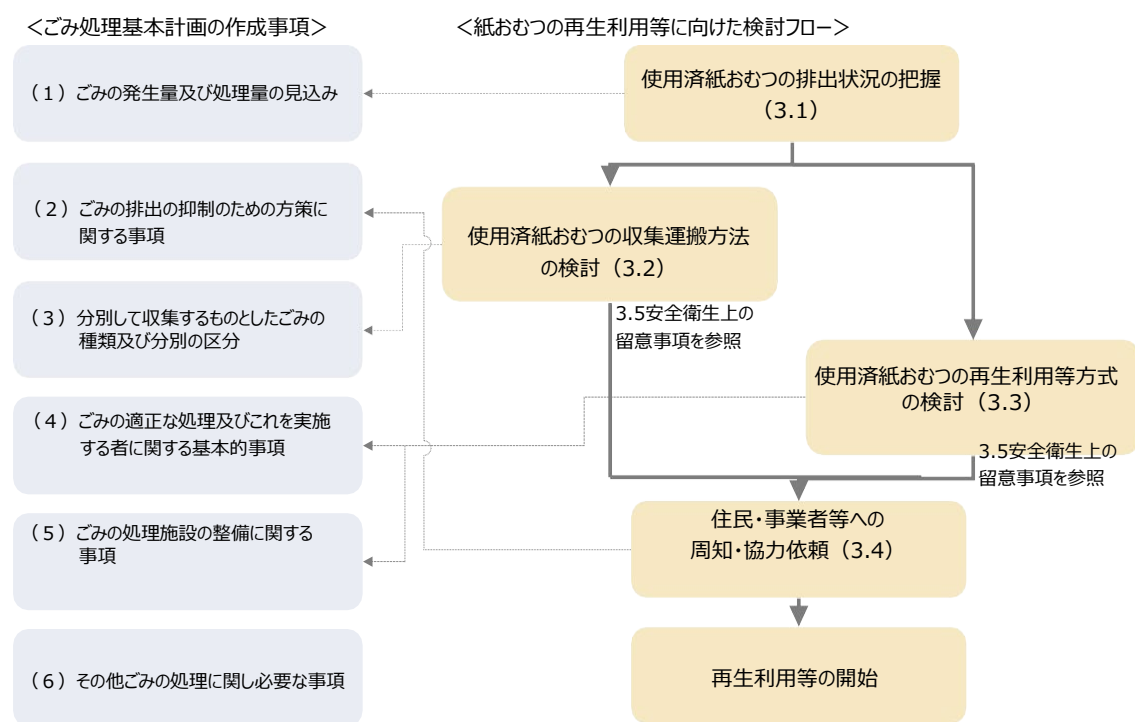 <ごみ処理基本計画の作成事項>
<紙おむつの再生利用等に向けた検討フロー>
(1)ごみの発生量及び処理量の見込み
(2)ごみの排出の抑制のための方策に
関する事項
(3)分別して収集するものとしたごみの
種類及び分別の区分
(4)ごみの適正な処理及びこれを実施
する者に関する基本的事項
(5)ごみの処理施設の整備に関する
事項
(6)その他ごみの処理に関し必要な事項
使用済紙おむつの排出状況の把握
(3.1)
使用済紙おむつの収集運搬方法
の検討(3.2)
3.5安全衛生上の
留意事項を参照
使用済紙おむつの再生利用等方式
の検討(3.3)
3.5安全衛生上の
留意事項を参照
住民・事業者等への
周知・協力依頼(3.4)
再生利用等の開始